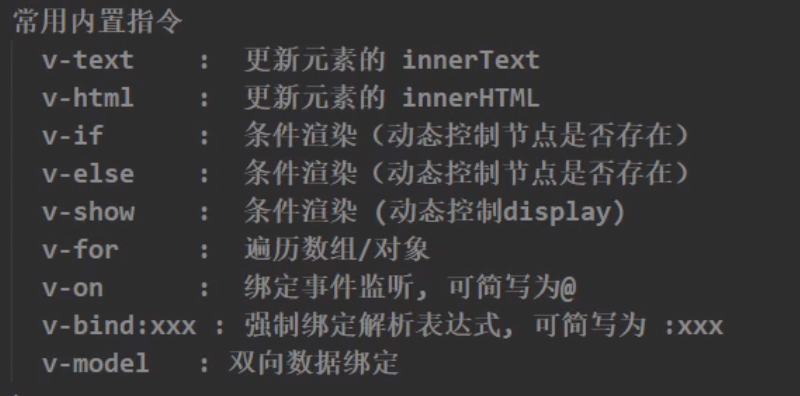 常用内置指令
v-text : 更新元素的 innerText
v-html : 更新元素的 innerHTML
v-if : 条件渲染（动态控制节点是否存在）
v-else : 条件渲染（动态控制节点是否存在）
v-show : 条件渲染 (动态控制display)
v-for : 遍历数组/对象
v-on : 绑定事件监听, 可简写为@
v-bind:xxx : 强制绑定解析表达式, 可简写为 :xxx
v-model : 双向数据绑定